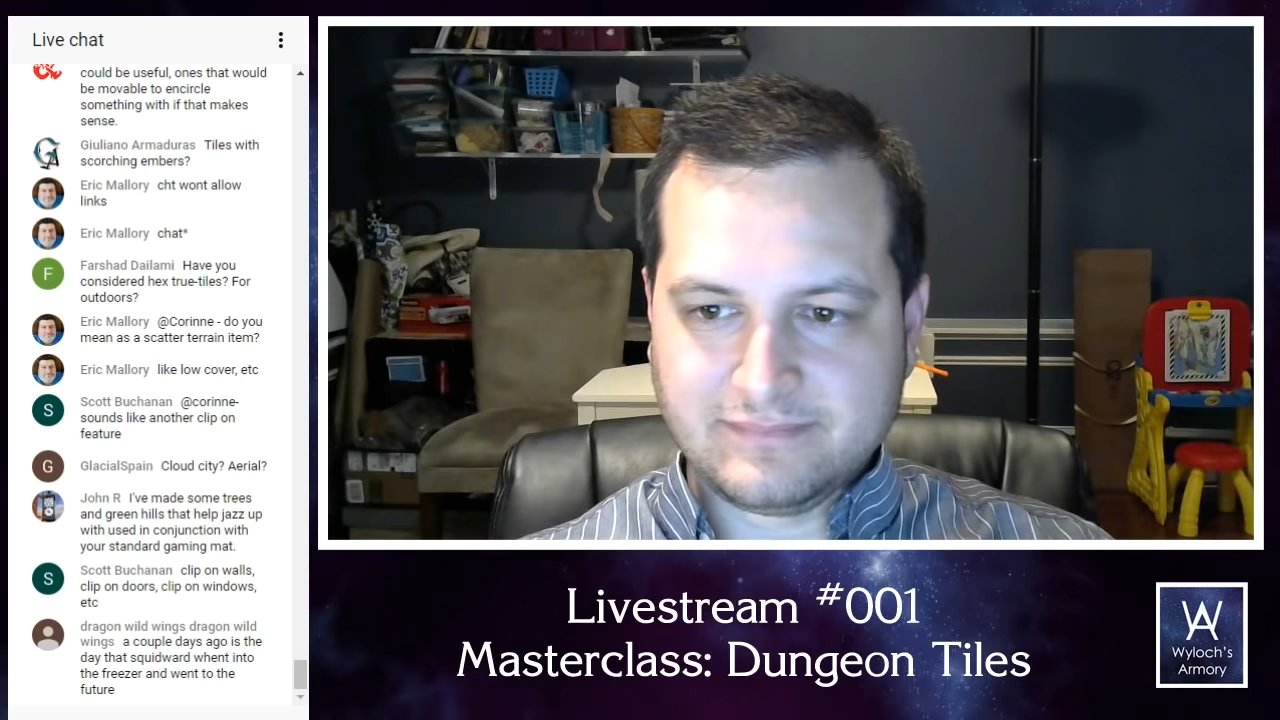 Live chat
could be useful, ones that would
be movable to encircle
something with if that makes
sense.
Giuliano Armaduras Tiles with
scorching embers?
Eric Mallory cht wont allow
links
Eric Mallory chat*
F
Farshad Dailami Have you
considered hex true-tiles? For
outdoors?
Eric Mallory @Corinne - do you
mean as a scatter terrain item?
Eric Mallory like low cover, etc
S
Scott Buchanan @corinne-
sounds like another clip on
feature
G
GlacialSpain Cloud city? Aerial?
John R I've made some trees
and green hills that help jazz up
with used in conjunction with
your standard gaming mat.
S
Scott Buchanan clip on walls,
clip on doors, clip on windows,
etc
dragon wild wings dragon wild
wings a couple days ago is the
day that squidward whent into
the freezer and went to the
future
Livestream #001
Masterclass: Dungeon Tiles
WA
Wyloch's
Armory